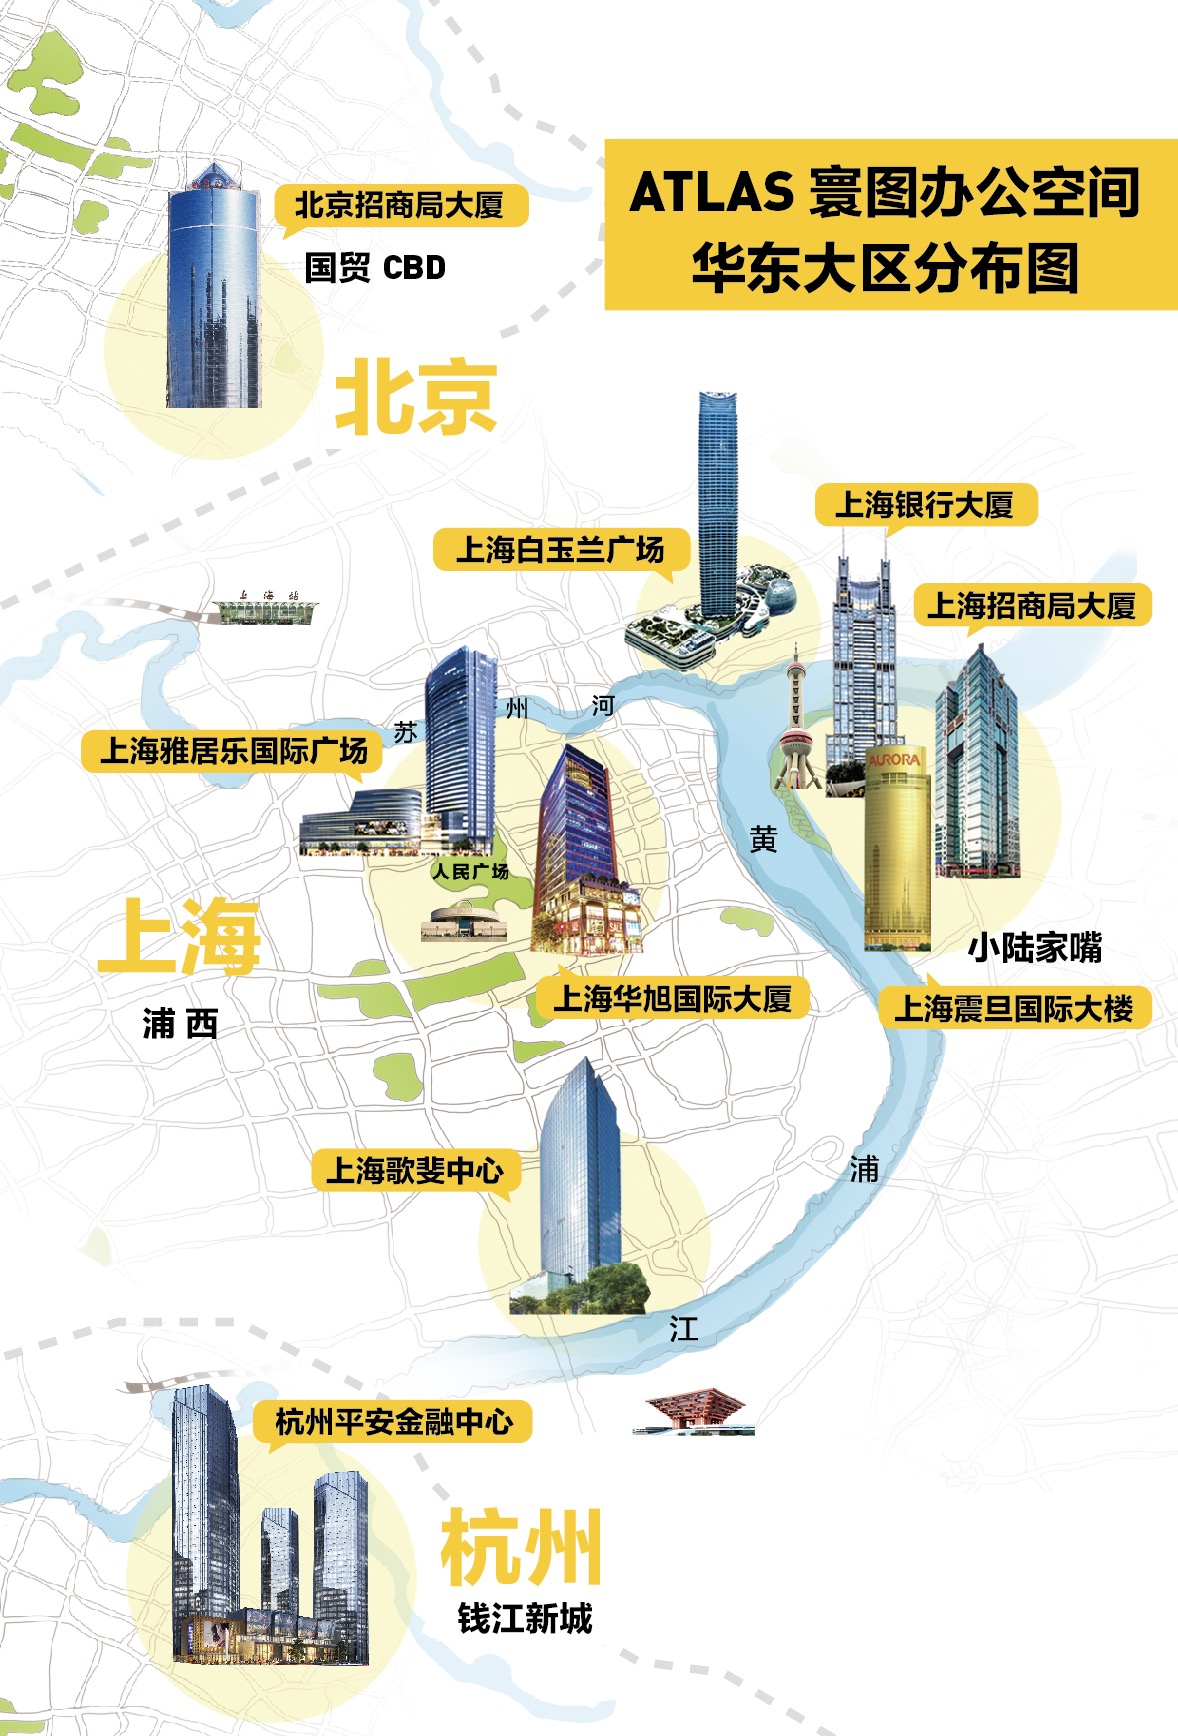 ATLAS 寰图办公空间
华东大区分布图
北京招商局大厦
国贸 CBD
北京
上海银行大厦
上海白玉兰广场
上海招商局大厦
上海站
苏州河
上海雅居乐国际广场
AURORA
黄浦江
人民广场
上海
浦西
小陆家嘴
上海华旭国际大厦
上海震旦国际大楼
SALE
上海歌斐中心
杭州平安金融中心
杭州
钱江新城